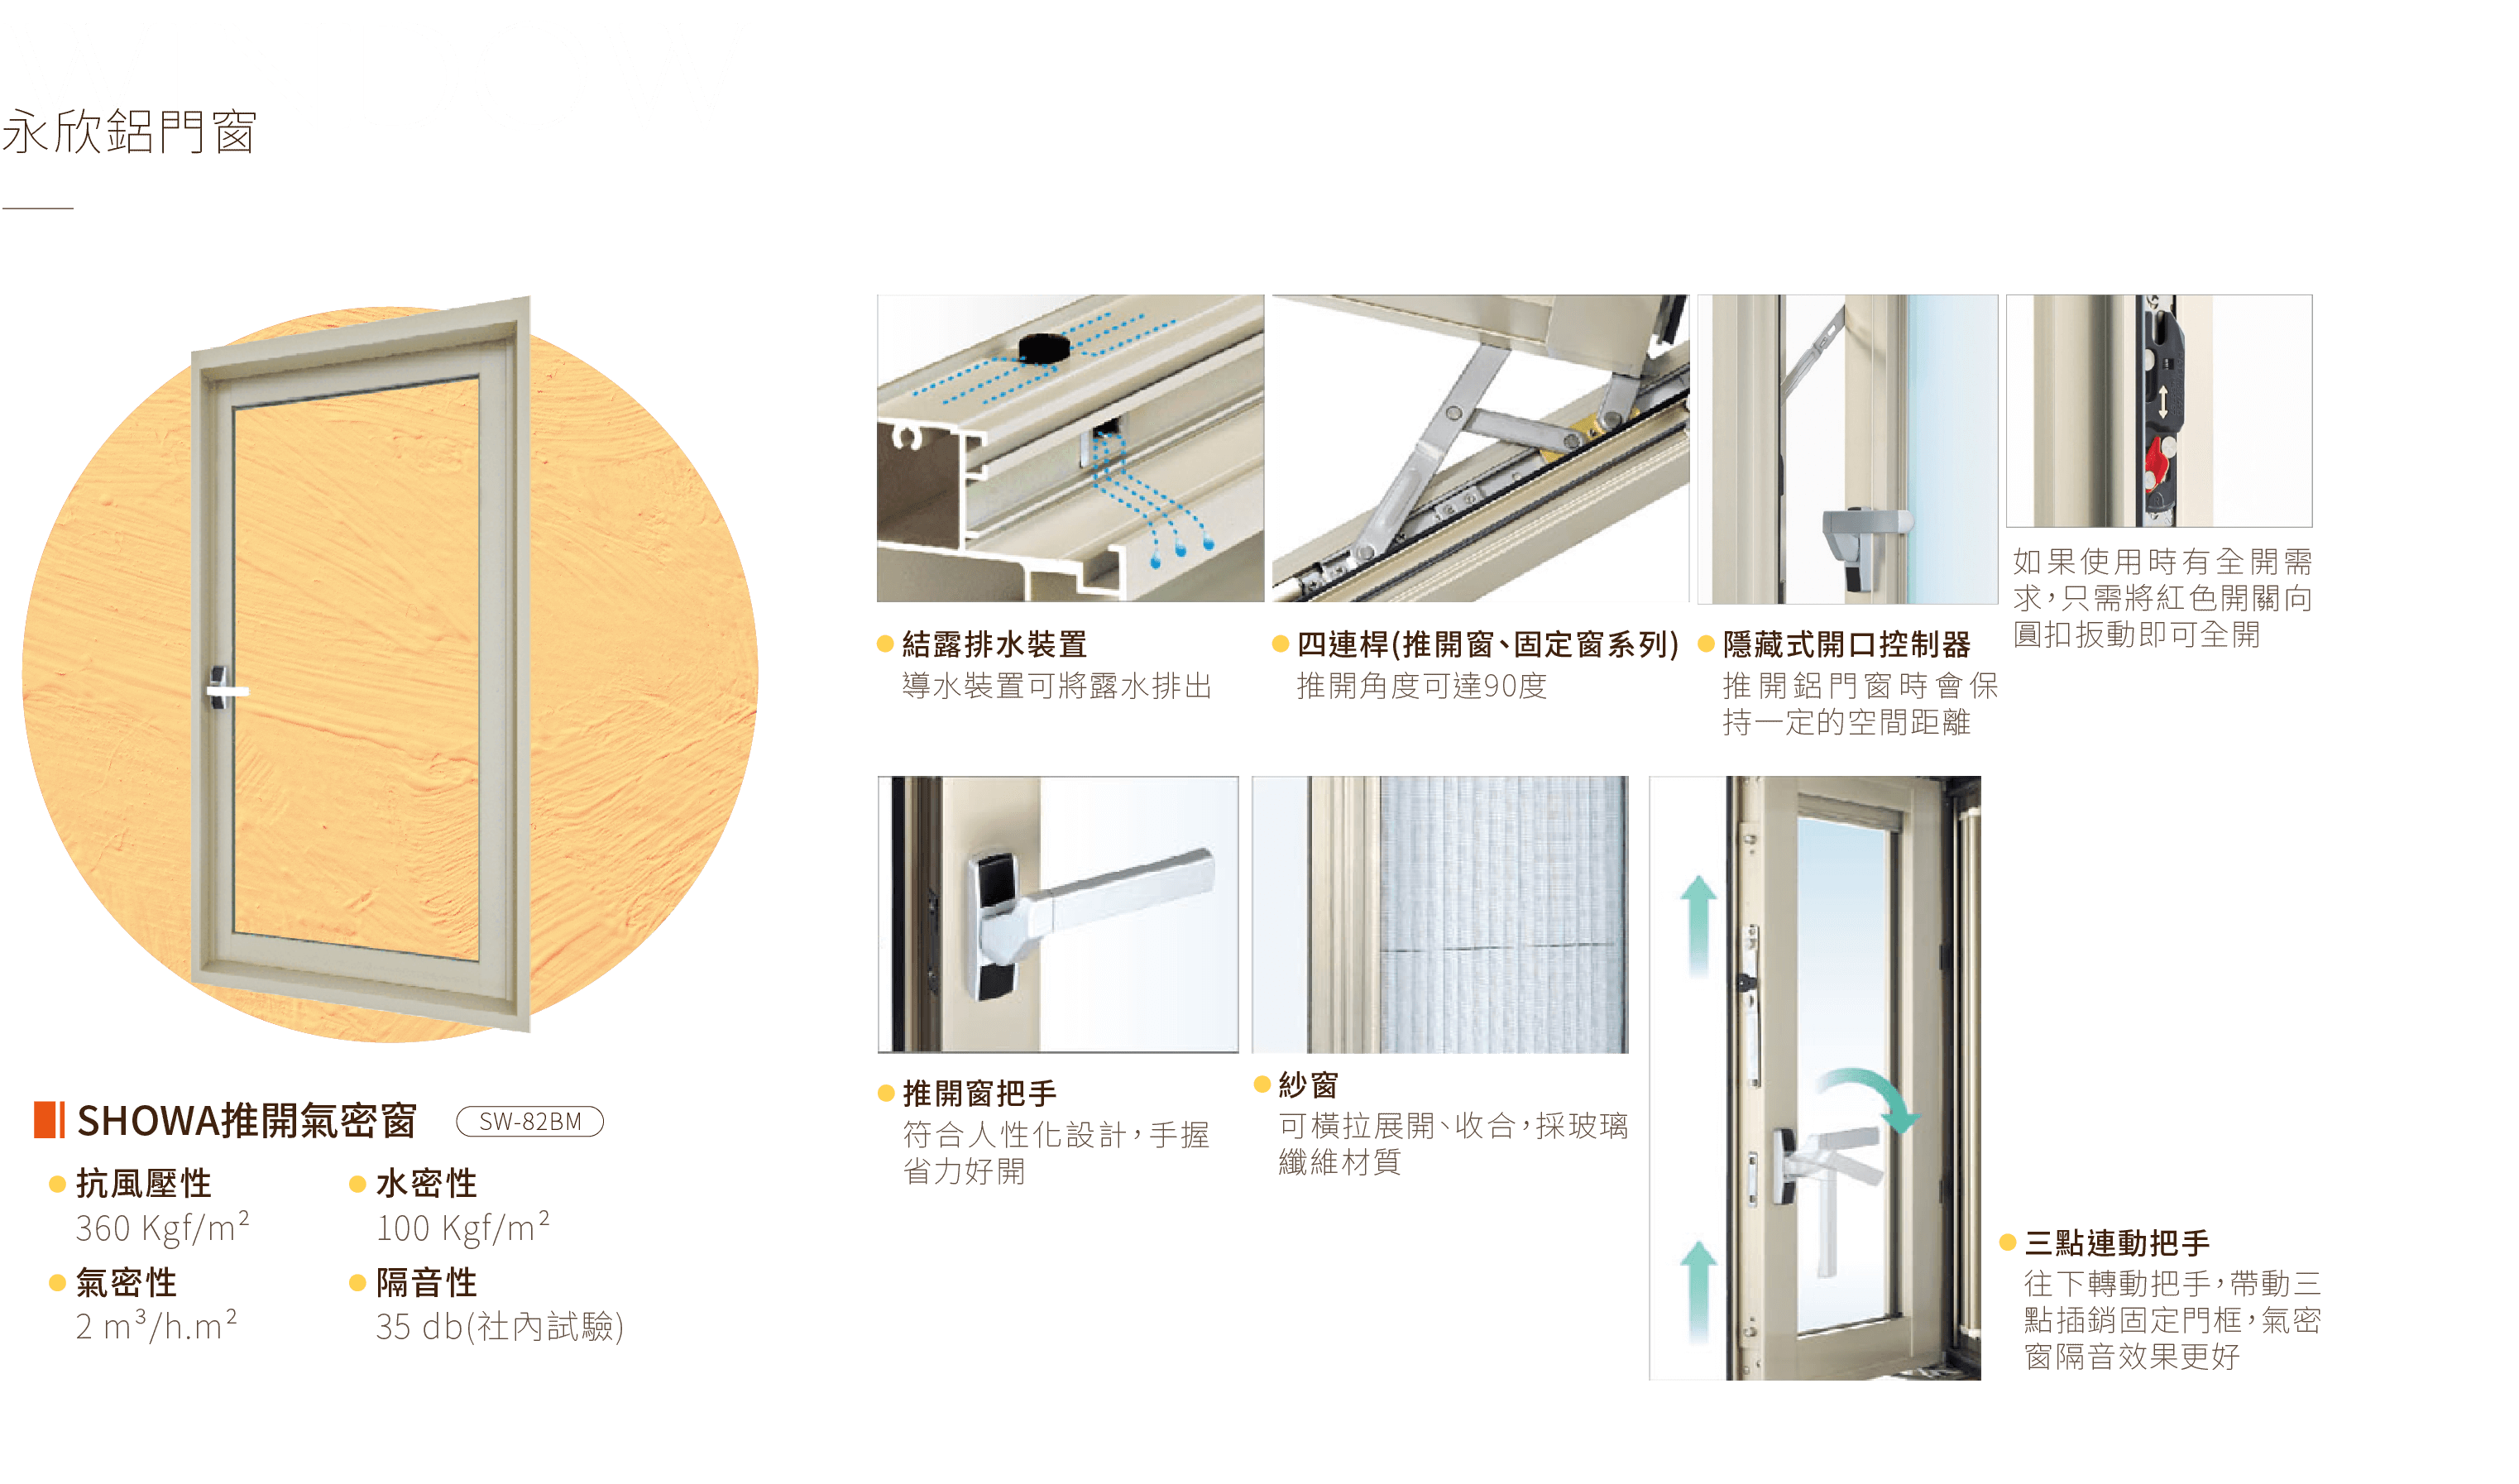 永欣鋁門窗
SHOWA推開氣密窗 SW-82BM
抗風壓性
360 Kgf/m²
水密性
100 Kgf/m²
氣密性
2 m³/h.m²
隔音性
35 db(社內試驗)
結露排水裝置
導水裝置可將露水排出
四連桿(推開窗、固定窗系列)
推開角度可達90度
隱藏式開口控制器
推開鋁門窗時會保
持一定的空間距離
如果使用時有全開需
求，只需將紅色開關向
圓扣扳動即可全開
推開窗把手
符合人性化設計，手握
省力好開
紗窗
可橫拉展開、收合，採玻璃
纖維材質
三點連動把手
往下轉動把手，帶動三
點插銷固定門框，氣密
窗隔音效果更好